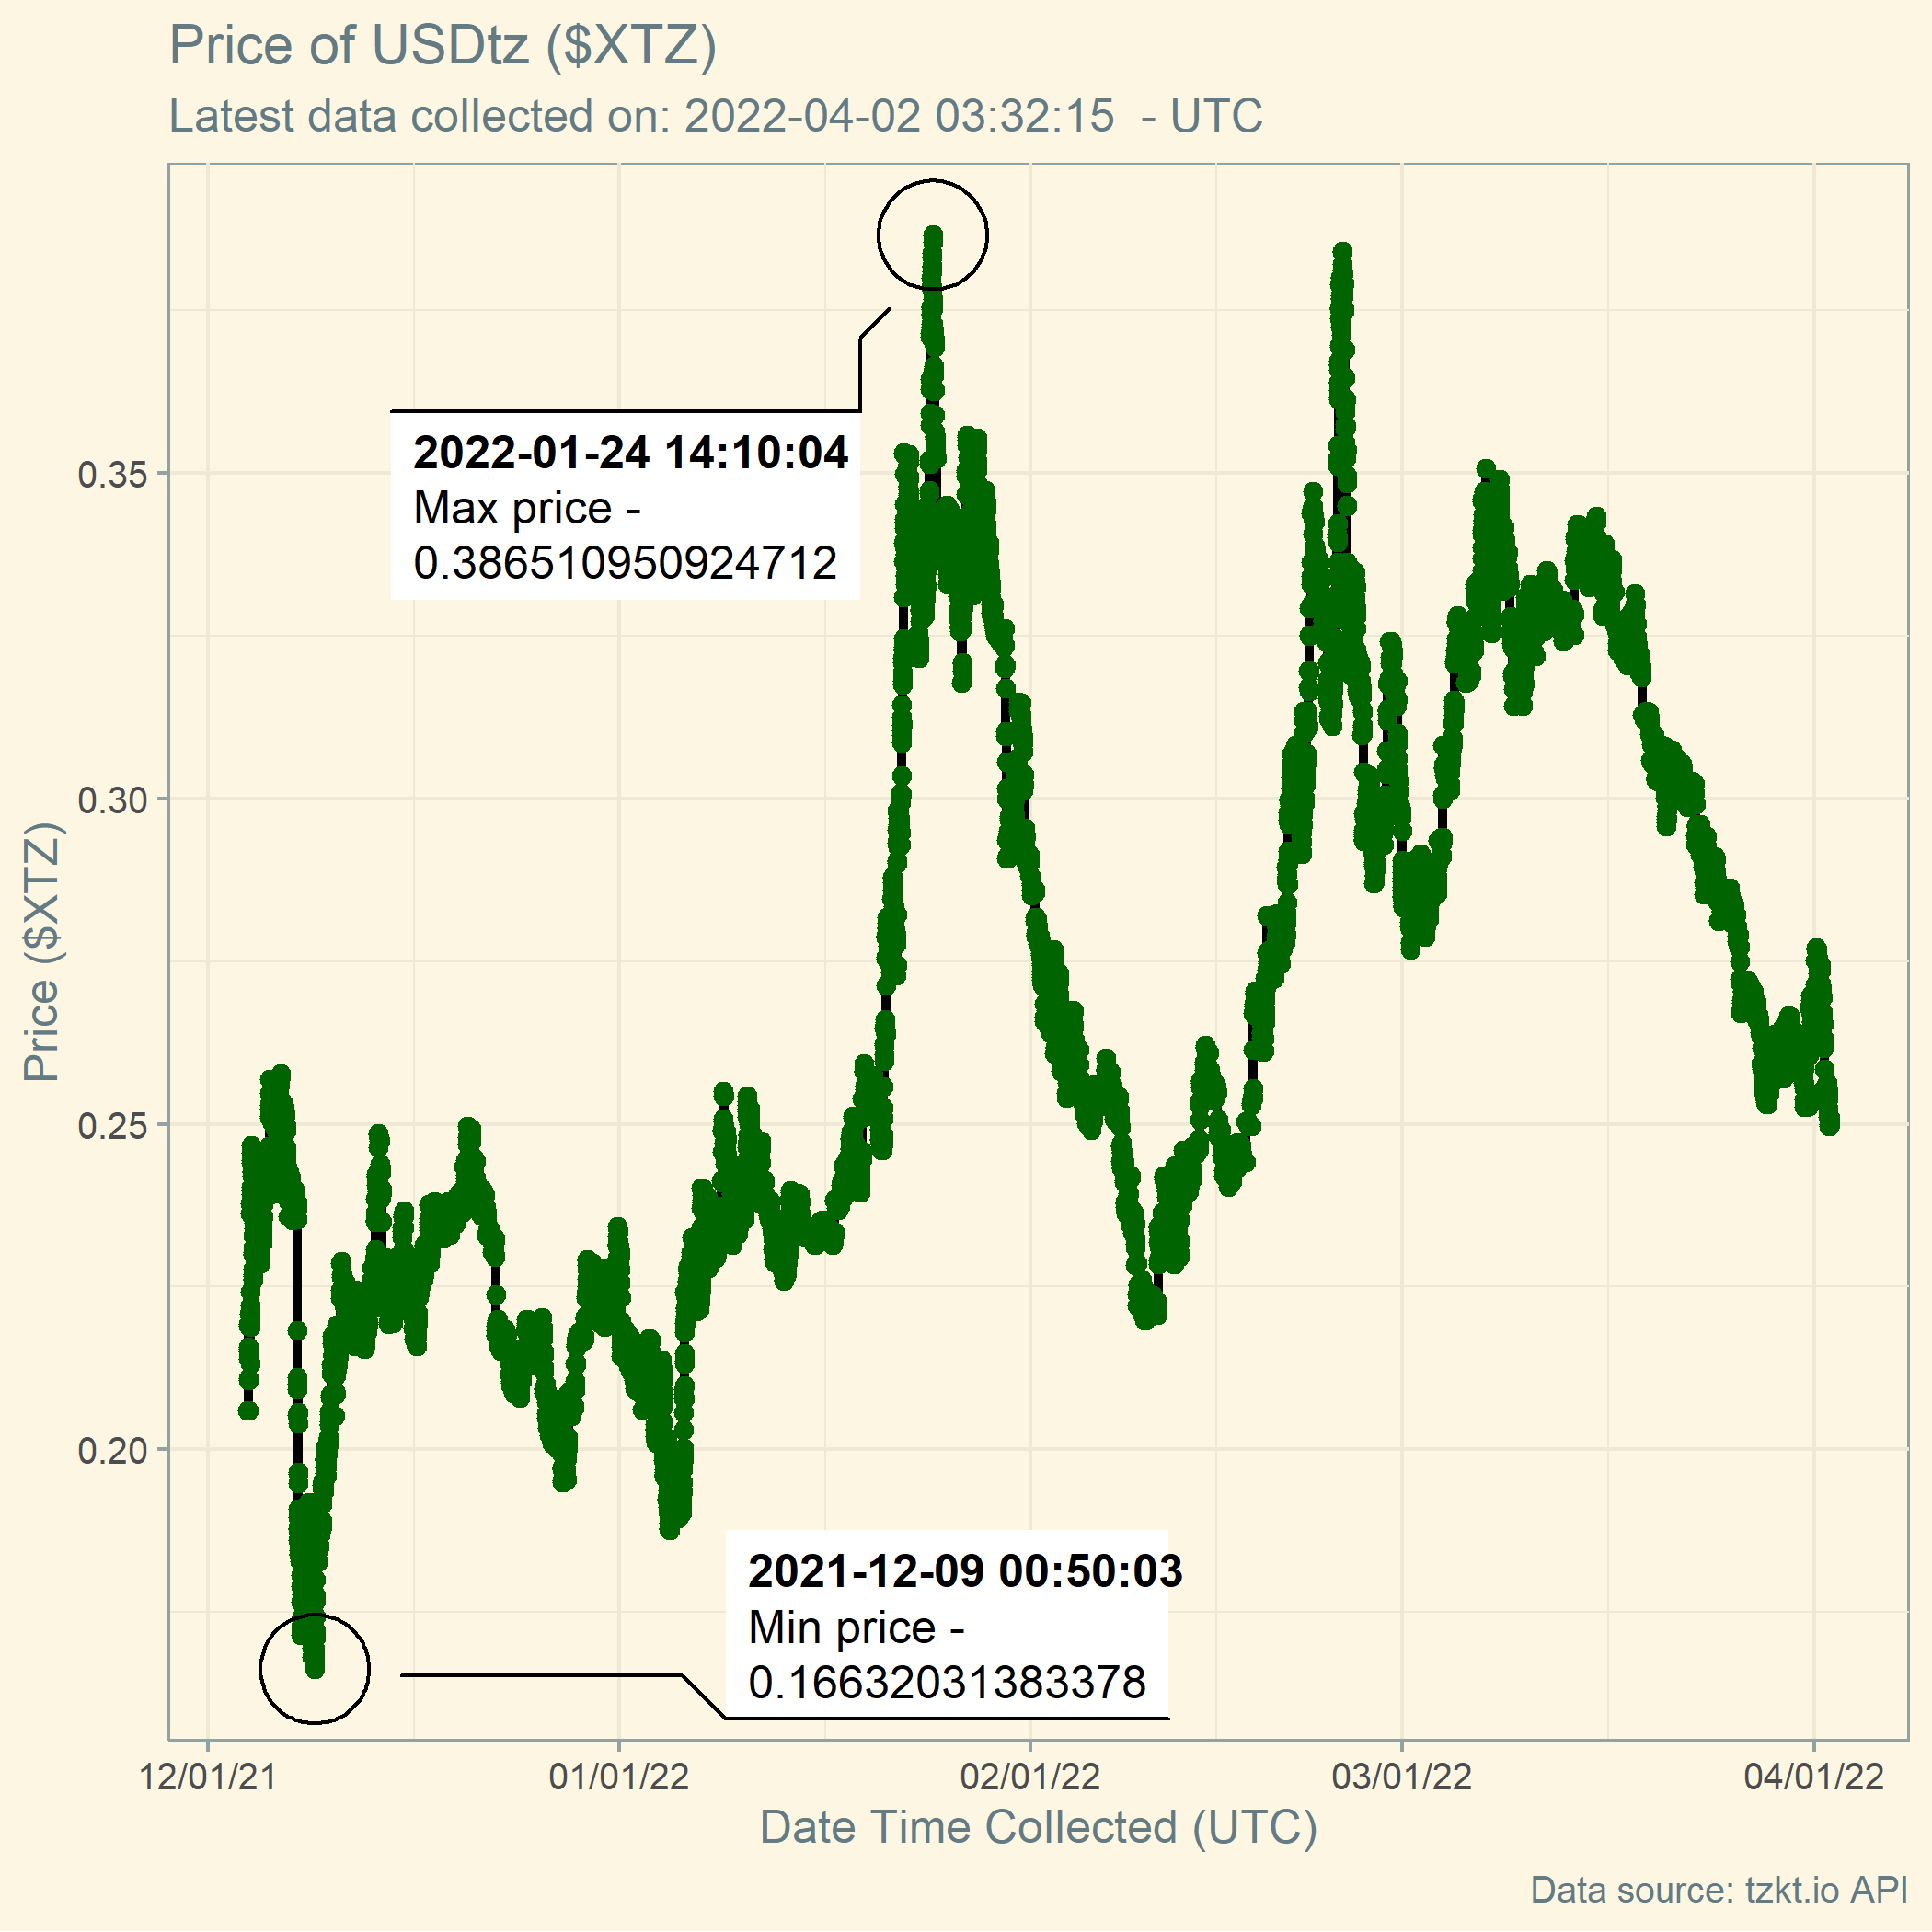 Price of USDtz ($XTZ)
Latest data collected on: 2022-04-02 03:32:15  - UTC
2022-01-24 14:10:04
Max price -
0.386510950924712
0.35
0.30
0.25
0.20
Price ($XTZ)
2021-12-09 00:50:03
Min price -
0.16632031383378
12/01/21
01/01/22
02/01/22
03/01/22
04/01/22
Date Time Collected (UTC)
Data source: tzkt.io API